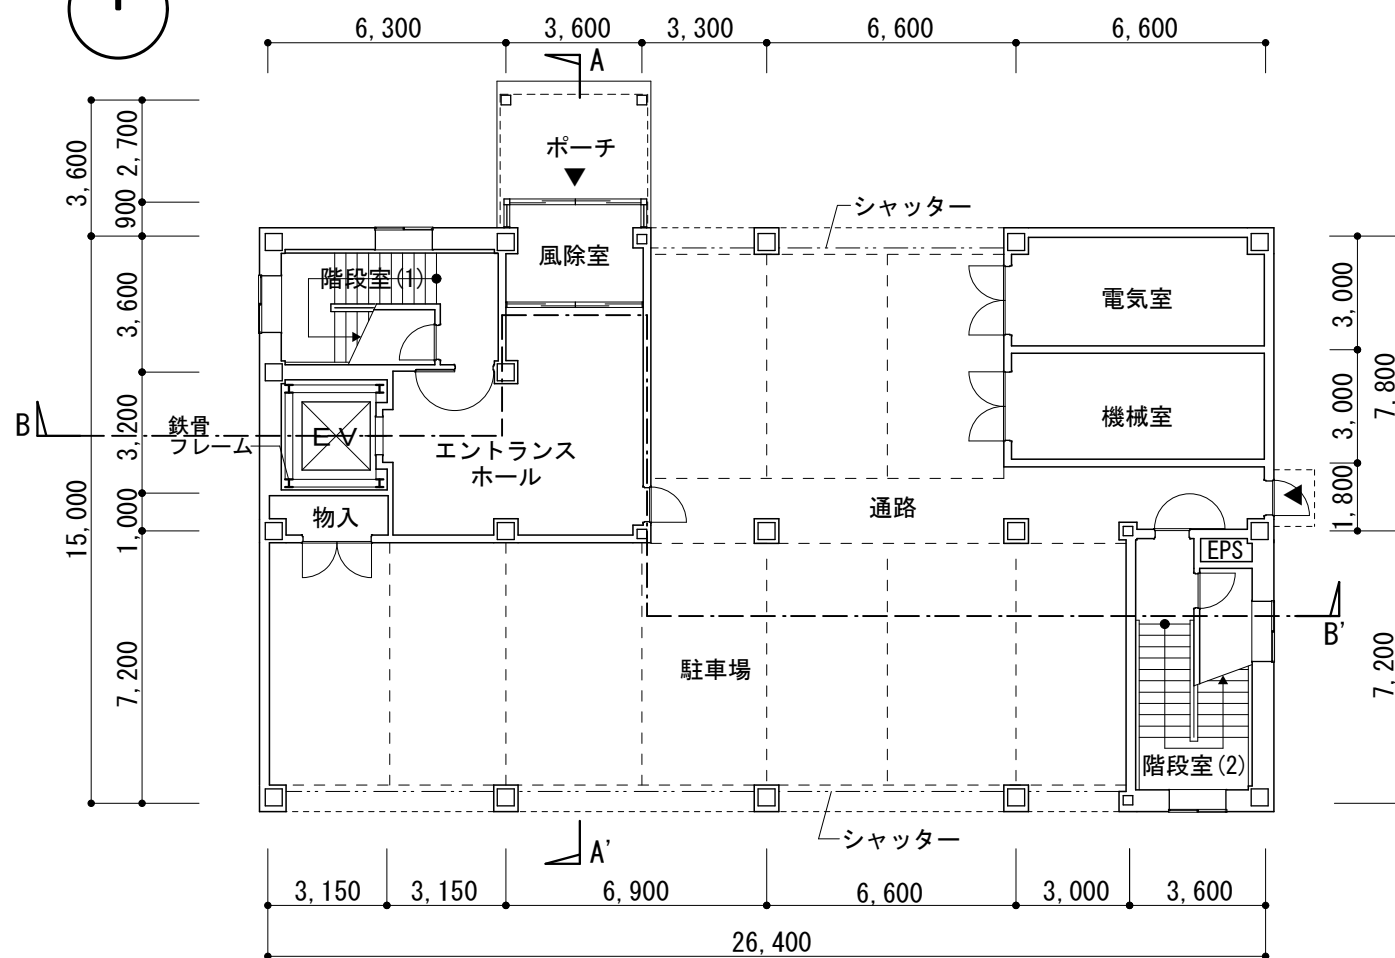 6,300
3,600
3,300
6,600
6,600
A
3,600
2,700
900
ポーチ
シャッター
風除室
階段室(1)
電気室
3,000
3,600
7,800
B
鉄骨
フレーム
EV
エントランス
ホール
機械室
3,000
3,200
物入
通路
1,800
15,000
1,000
EPS
B'
駐車場
7,200
7,200
階段室(2)
シャッター
A'
3,150
3,150
6,900
6,600
3,000
3,600
26,400